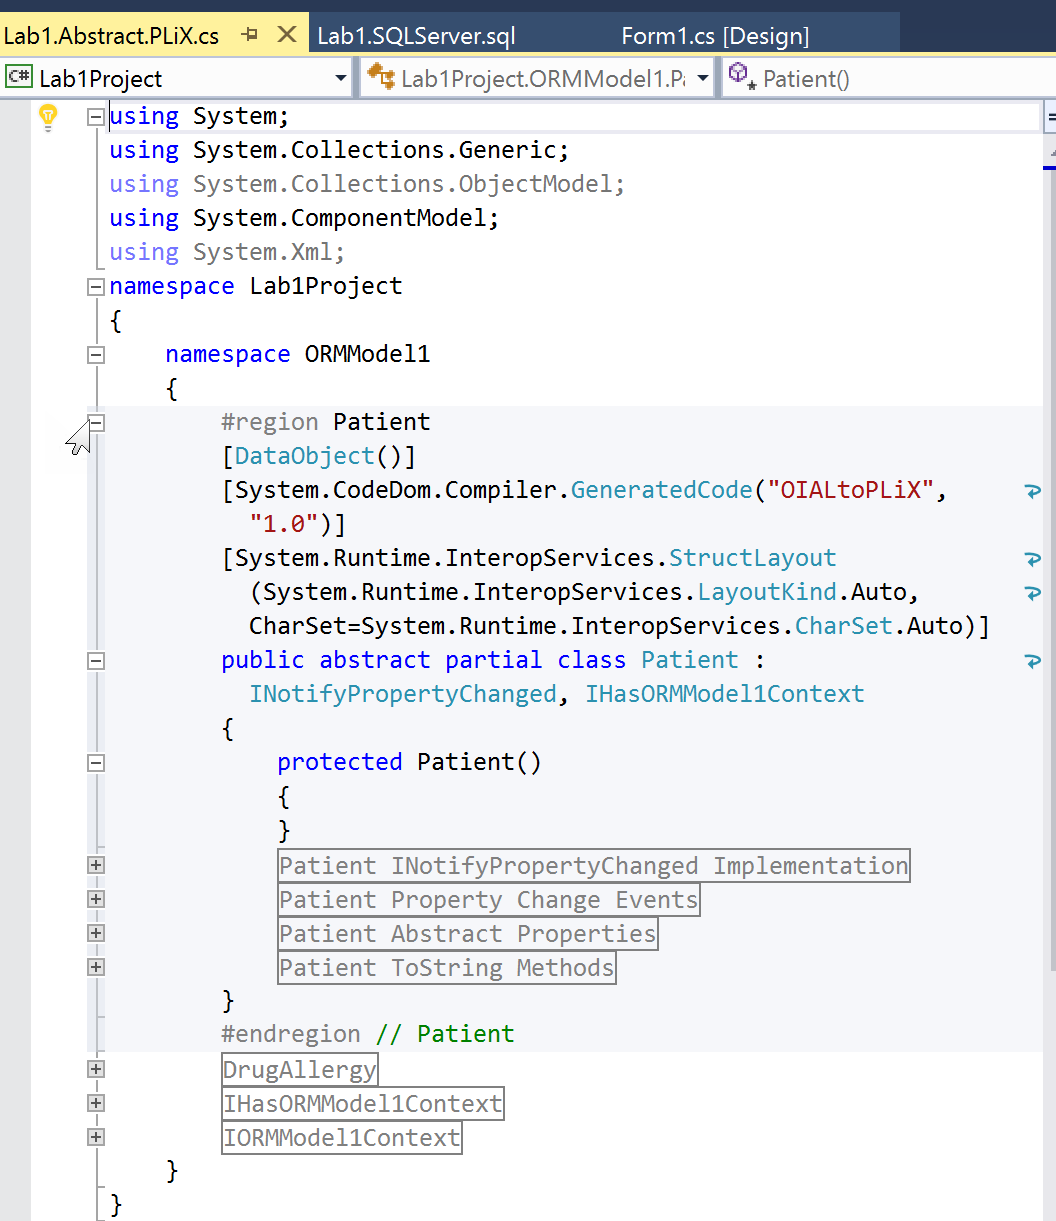 Lab1.Abstract.PLiX.cs Lab1.SQLServer.sql Form1.cs [Design]
C# Lab1Project Lab1Project.ORMModel1.Pa Patient()
using System;
using System.Collections.Generic;
using System.Collections.ObjectModel;
using System.ComponentModel;
using System.Xml;
namespace Lab1Project
{
namespace ORMModel1
{
#region Patient
[DataObject()]
[System.CodeDom.Compiler.GeneratedCode("OIALtoPLiX",
"1.0")]
[System.Runtime.InteropServices.StructLayout
(System.Runtime.InteropServices.LayoutKind.Auto,
CharSet=System.Runtime.InteropServices.CharSet.Auto)]
public abstract partial class Patient :
INotifyPropertyChanged, IHasORMModel1Context
{
protected Patient()
{
}
Patient INotifyPropertyChanged Implementation
Patient Property Change Events
Patient Abstract Properties
Patient ToString Methods
}
#endregion // Patient
DrugAllergy
IHasORMModel1Context
IORMModel1Context
}
}